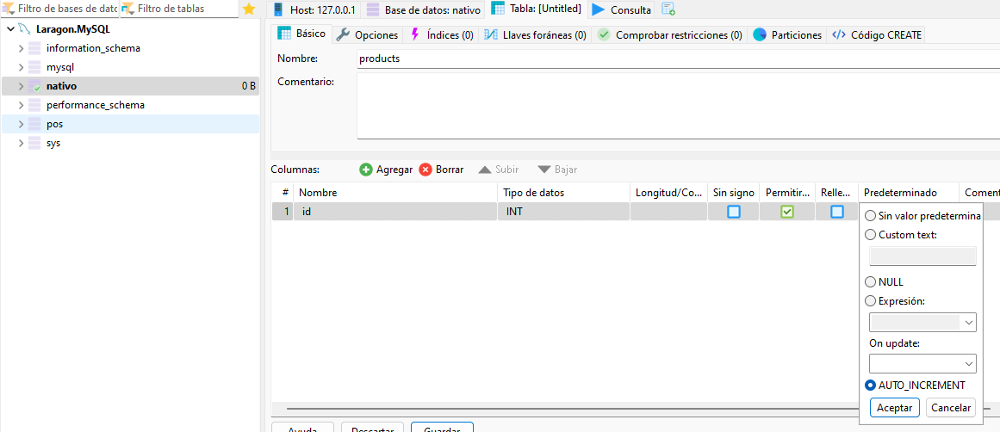 Filtro de bases de datc Filtro de tablas
Laragon.MySQL
information_schema
mysql
nativo 0 B
performance_schema
pos
sys
Host: 127.0.0.1 Base de datos: nativo Tabla: [Untitled] Consulta
Básico Opciones Índices (0) Llaves foráneas (0) Comprobar restricciones (0) Particiones Código CREATE
Nombre: products
Comentario:
Columnas: Agregar Borrar Subir Bajar
# Nombre Tipo de datos Longitud/Co... Sin signo Permitir... Relle... Predeterminado Coment
1 id INT
Sin valor predetermina
Custom text:
NULL
Expresión:
On update:
AUTO_INCREMENT
Aceptar Cancelar
Ayuda Descartar Guardar